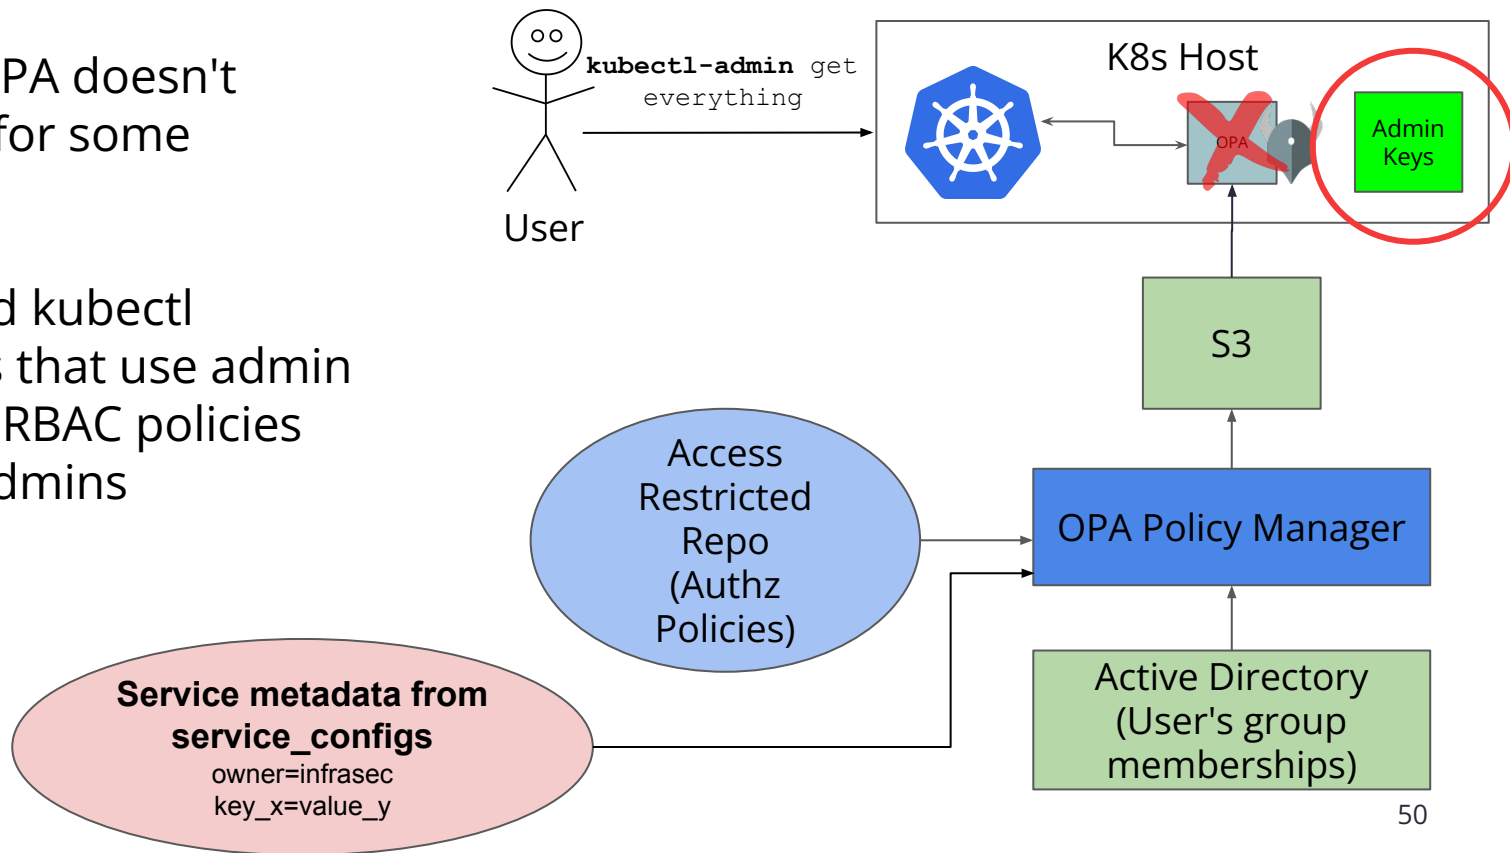 PA doesn't
for some
d kubectl
s that use admin
RBAC policies
dmins
kubectl-admin get
everything
User
K8s Host
OPA
Admin
Keys
S3
Access
Restricted
Repo
(Authz
Policies)
OPA Policy Manager
Service metadata from
service_configs
owner=infrasec
key_x=value_y
Active Directory
(User's group
memberships)
50